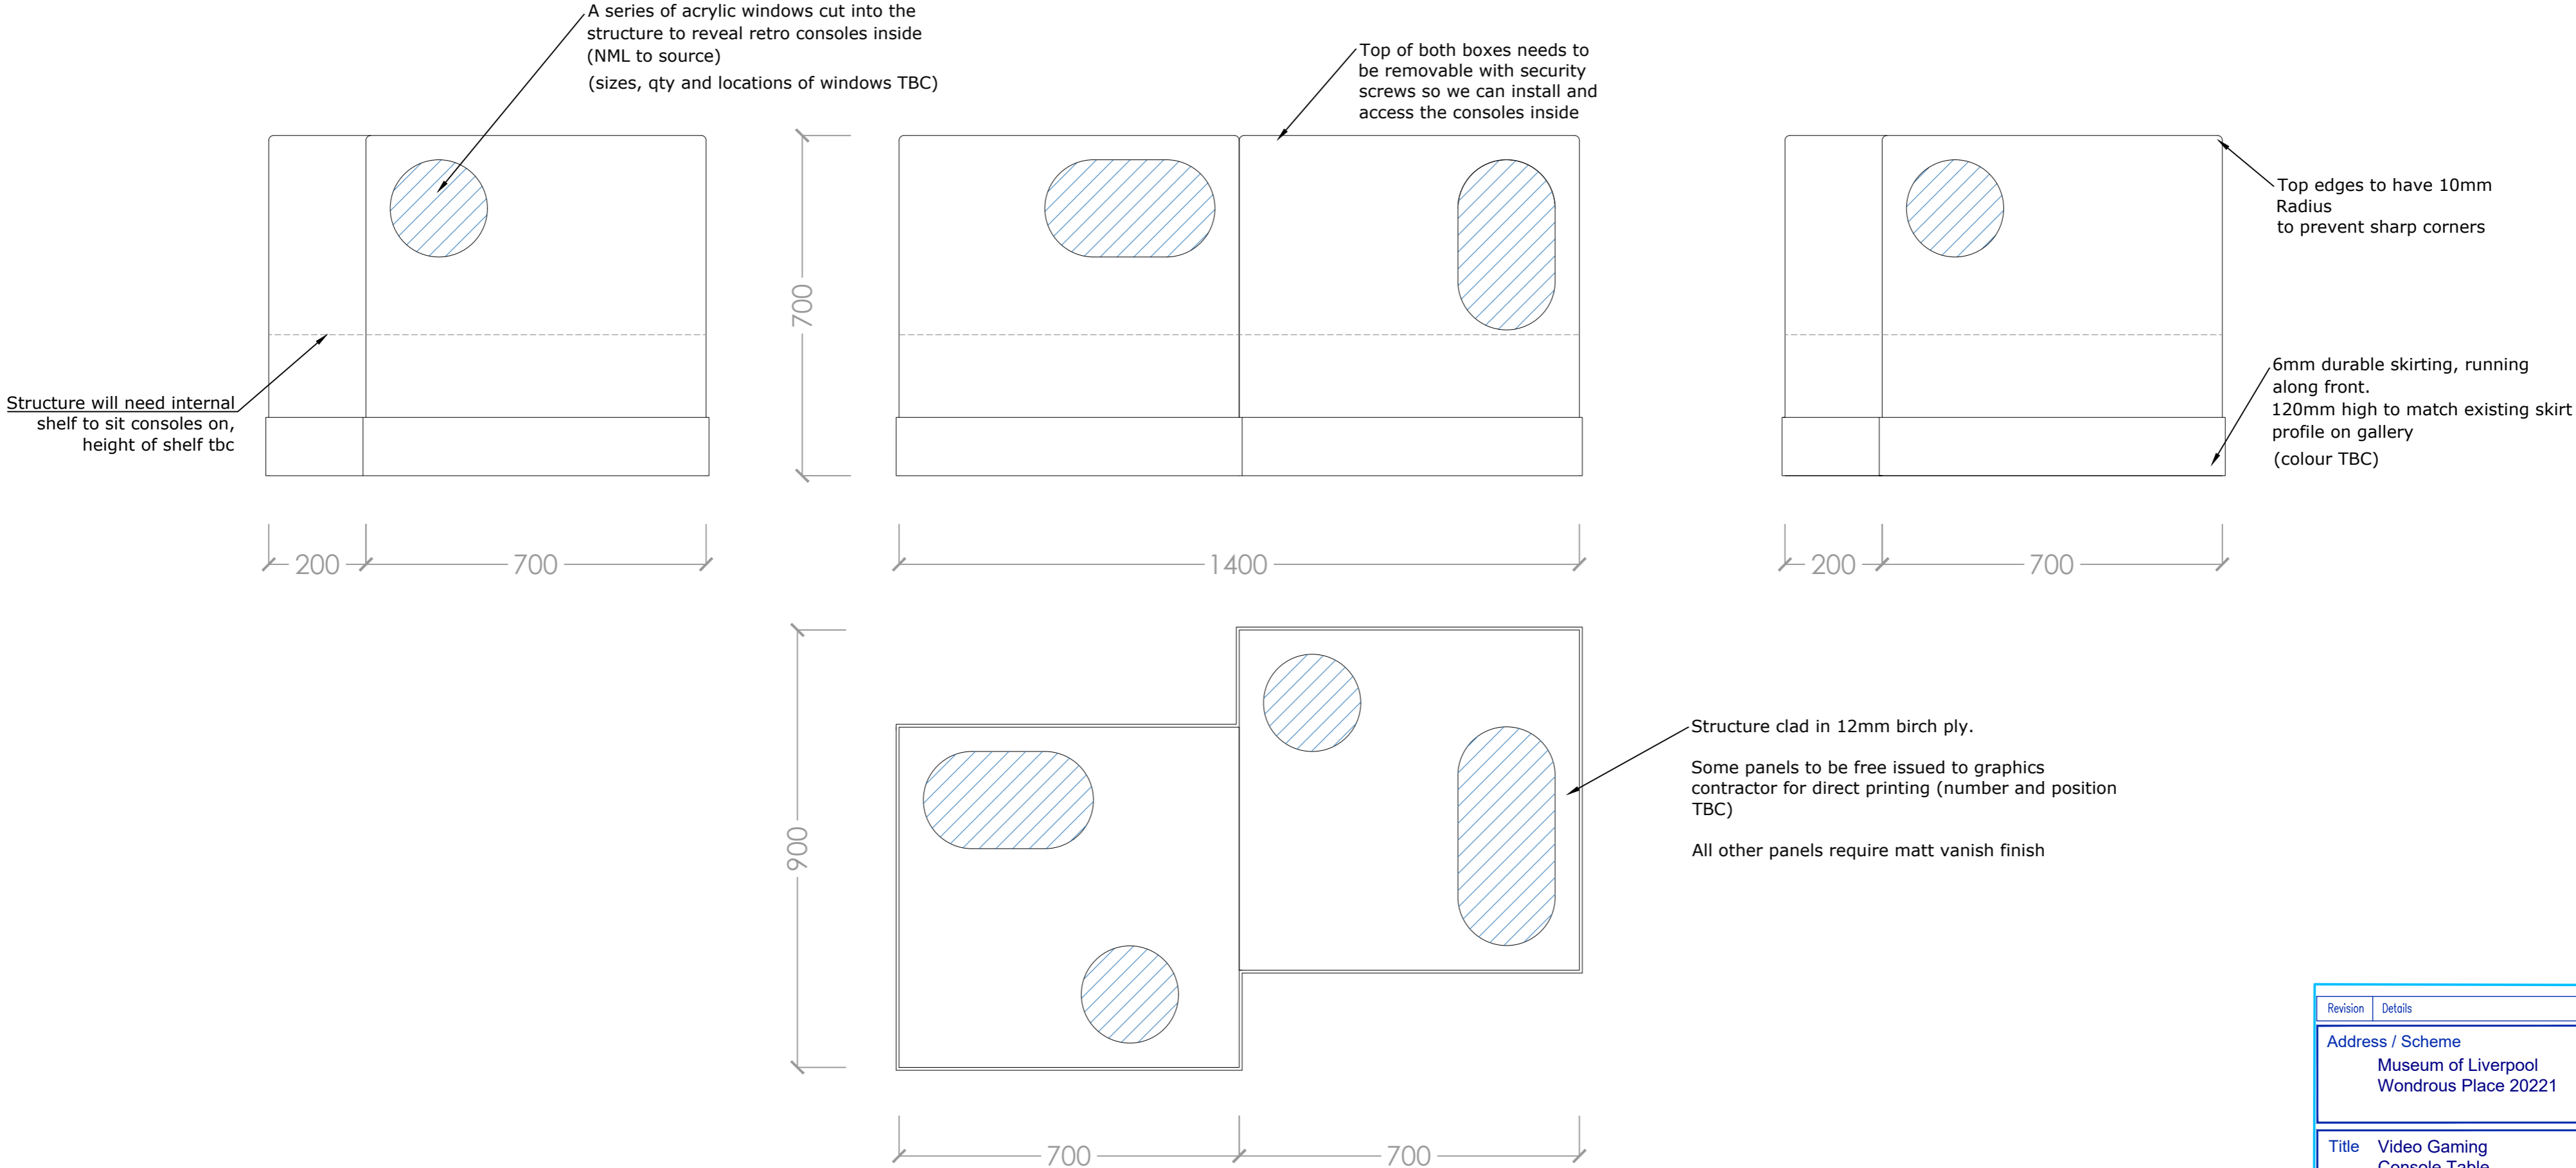 A series of acrylic windows cut into the
structure to reveal retro consoles inside
(NML to source)
(sizes, qty and locations of windows TBC)
Top of both boxes needs to
be removable with security
screws so we can install and
access the consoles inside
Top edges to have 10mm
Radius
to prevent sharp corners
700
Structure will need internal
shelf to sit consoles on,
height of shelf tbc
6mm durable skirting, running
along front.
120mm high to match existing skirt
profile on gallery
(colour TBC)
200
700
1400
200
700
900
Structure clad in 12mm birch ply.
Some panels to be free issued to graphics
contractor for direct printing (number and position
TBC)
All other panels require matt vanish finish
700
700
Revision Details
Address / Scheme
Museum of Liverpool
Wondrous Place 20221
Title Video Gaming
Console Table